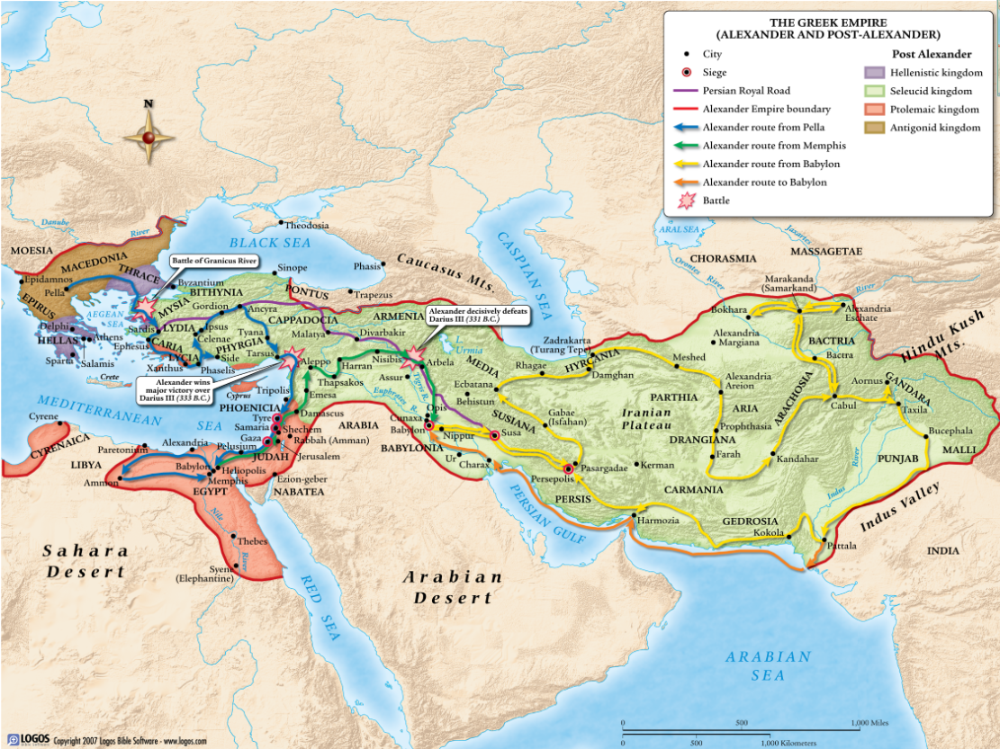 THE GREEK EMPIRE
(ALEXANDER AND POST-ALEXANDER)
City
Siege
Persian Royal Road
Alexander Empire boundary
Alexander route from Pella
Alexander route from Memphis
Alexander route from Babylon
Alexander route to Babylon
Battle
Post Alexander
Hellenistic kingdom
Seleucid kingdom
Ptolemaic kingdom
Antigonid kingdom
N
Danube
River
Theodosia
BLACK SEA
MOESIA
MACEDONIA
THRACE
Battle of Granicus River
Epidamnos
Pella
EPIRUS
Byzantium
BITHYNIA
Sinope
Phasis
Caucasus Mts.
PONTUS
Trapezus
CASPIAN SEA
ARAL SEA
Jaxartes
River
MASSAGETAE
CHORASMIA
Orontes
River
Marakanda
(Samarkand)
Bokhara
Alexandria
Eschate
Hindu Kush
Mts.
AEGEAN
SEA
MYSIA
Gordion
Ancyra
CAPPADOCIA
ARMENIA
Alexander decisively defeats
Darius III (331 B.C.)
Delphi
HELLAS
Athens
Sparta
Salamis
Crete
Sardis
LYDIA
Ephesus
CARIA
LYCIA
Xanthus
Phaselis
Ipsus
Celenae
PHYRGIA
Side
Tyana
Tarsus
Malarya
Divarbakir
L.
Urmia
Nisibis
Arbela
MEDIA
Zadrakarta
(Turang Tepe)
HYRCANIA
Rhagae
Damghan
Meshed
Alexandria
Margiana
BACTRIA
Bactra
Alexander wins
major victory over
Darius III (333 B.C.)
Cyprus
Aleppo
Harran
Thapsakos
Emesa
Assur
Tigris R.
Euphrates
R.
Ecbatana
Behistun
Gabae
(Isfahan)
PARTHIA
Iranian
Plateau
Alexandria
Areion
ARIA
Prophthasia
DRANGIANA
ARACHOSIA
Aornus
GANDARA
Cabul
Taxila
Bucephala
MALLI
PUNJAB
MEDITERRANEAN
SEA
Tripolis
PHOENICIA
Tyre
Damascus
Samaria
Shechem
Gaza
Rabbah (Amman)
JUDAH
Jerusalem
ARABIA
Opis
Cunaxa
Babylon
Nippur
BABYLONIA
SUSIANA
Susa
Ur
Charax
Pasargadae
Persepolis
PERSIS
Kerman
CARMANIA
Farah
Kandahar
Indus
River
Indus Valley
Cyrene
CYRENAICA
Paretonium
Alexandria
Pelusium
LIBYA
Ammon
Babylon
Heliopolis
Memphis
EGYPT
Ezion-geber
NABATEA
Nile
River
Thebes
Syene
(Elephantine)
PERSIAN GULF
Harmozia
GEDROSIA
Kokola
Pattala
INDIA
Sahara
Desert
Arabian
Desert
RED SEA
ARABIAN
SEA
0
500
1,000 Miles
0
500
1,000 Kilometers
LOGOS
Copyright 2007 Logos Bible Software - www.logos.com